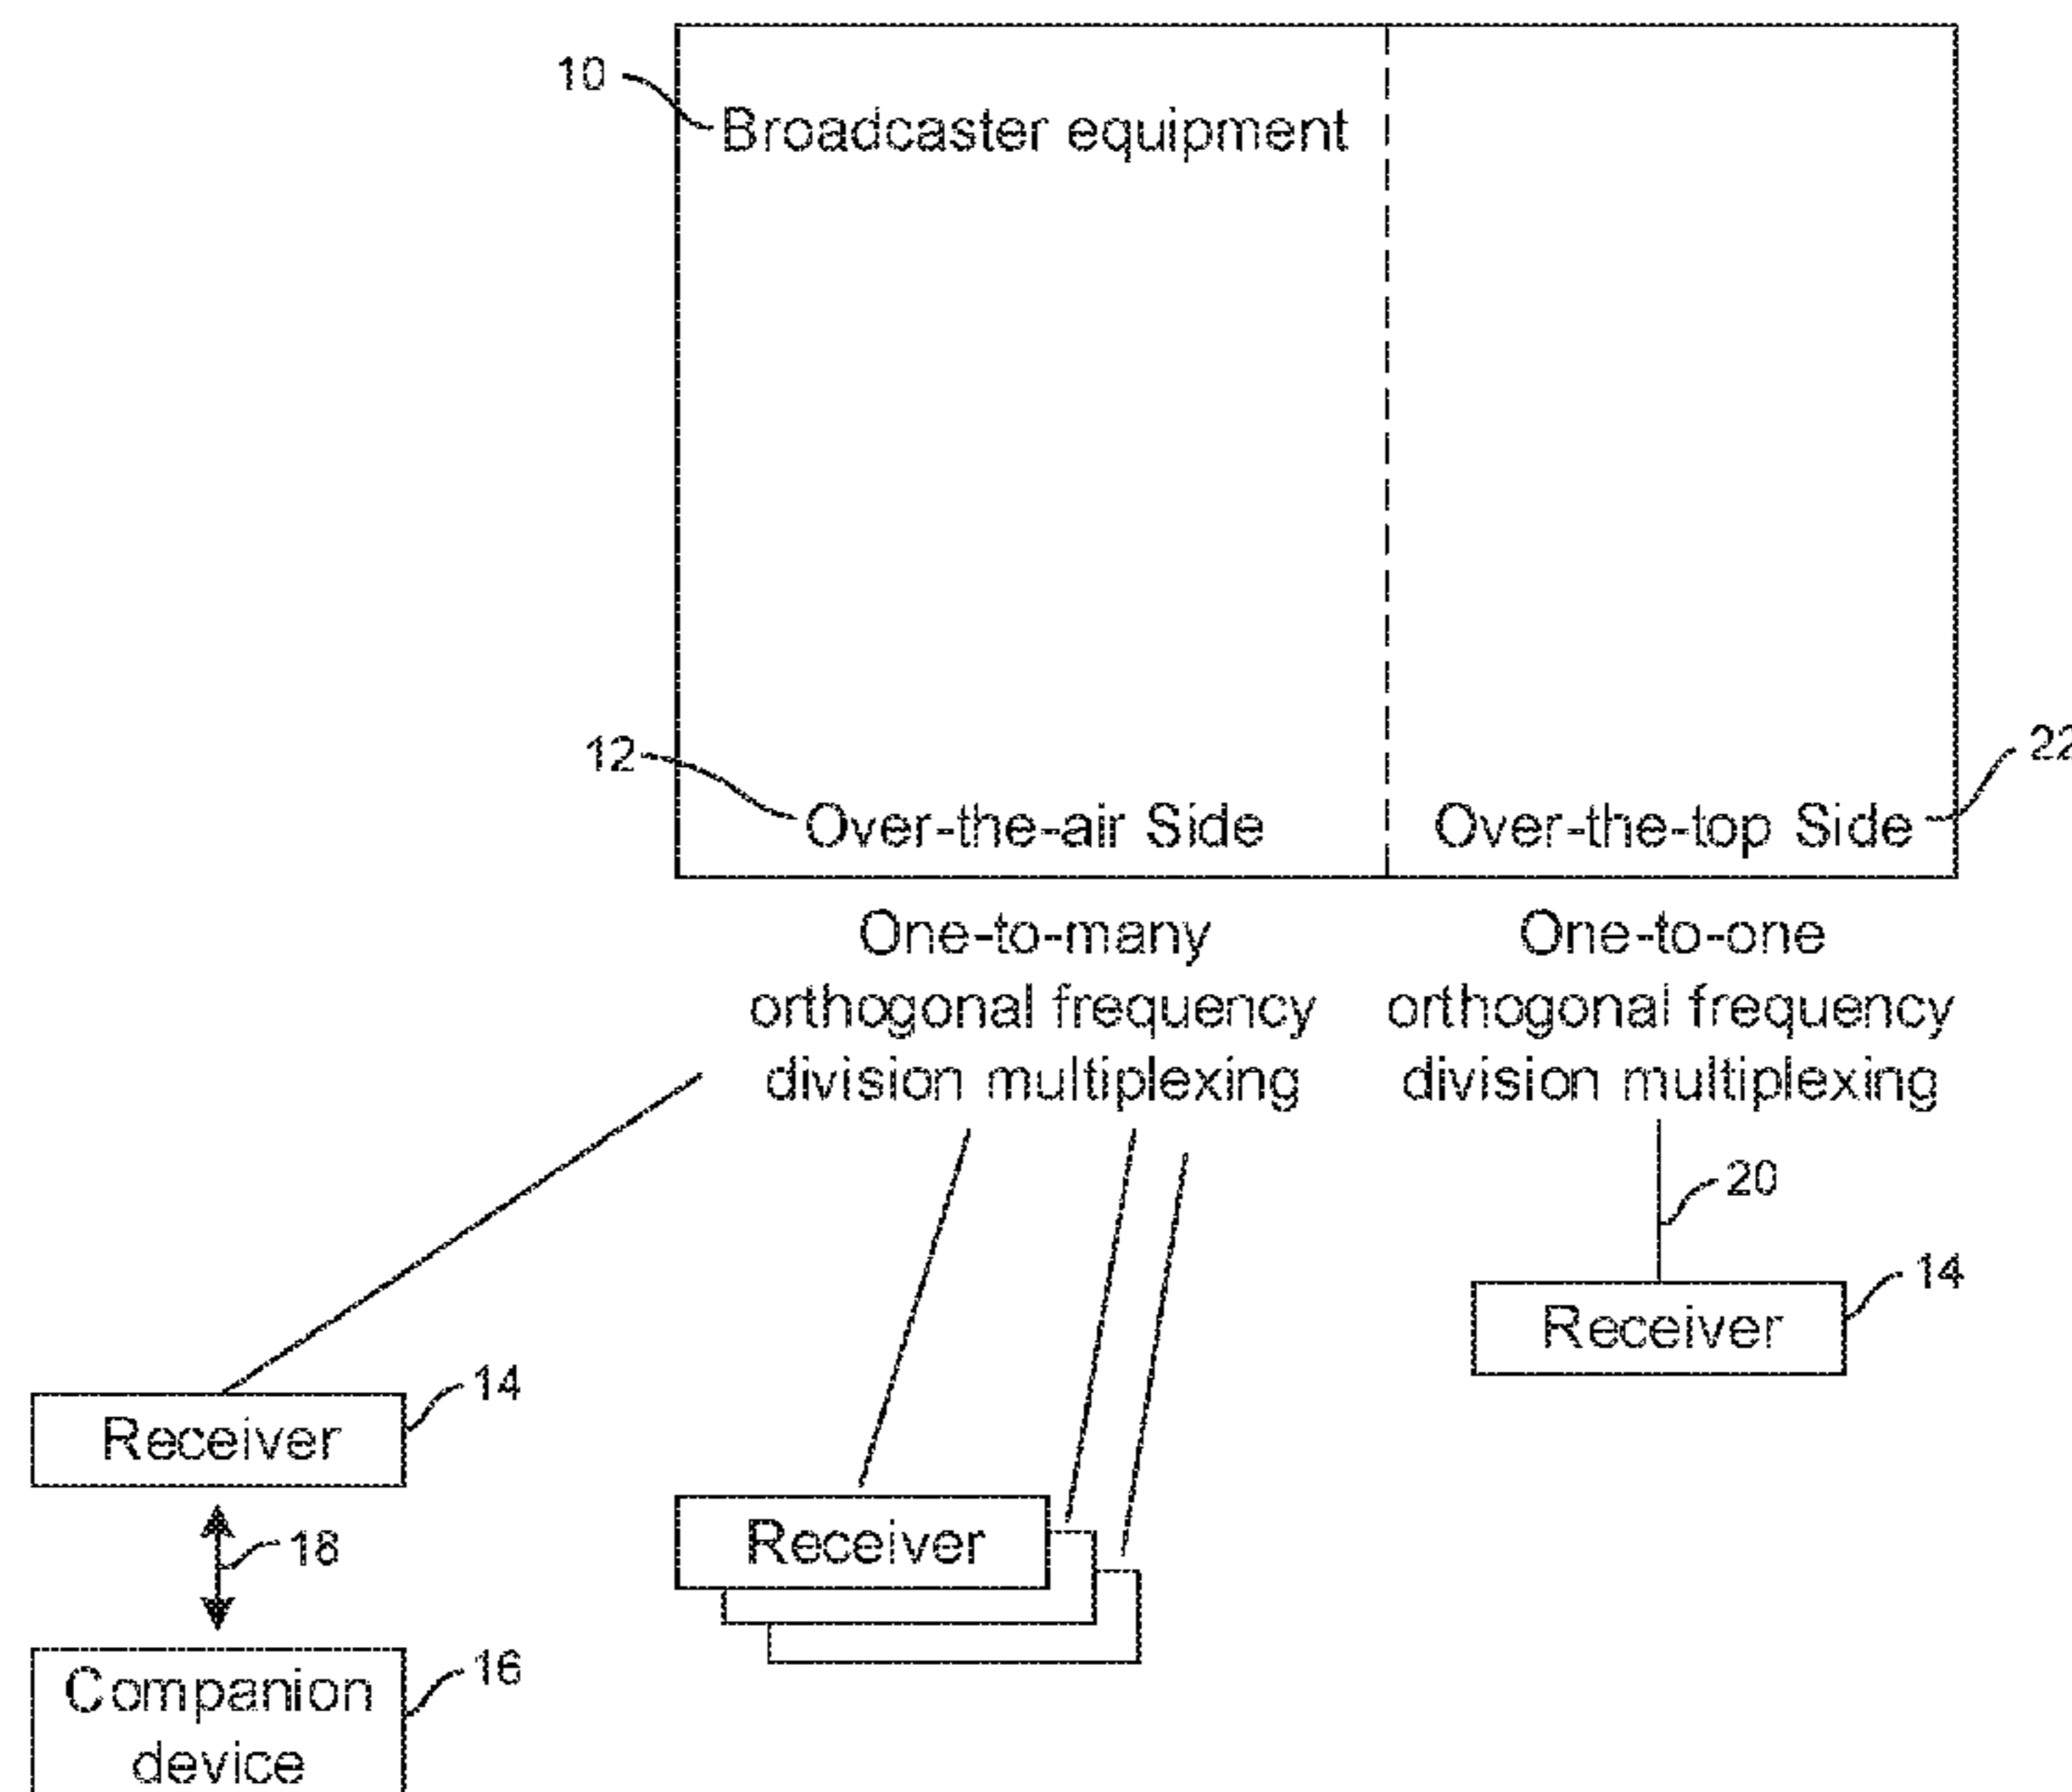 10
Broadcaster equipment
12
22
Over-the-air Side
Over-the-top Side
One-to-many
orthogonal frequency
division multiplexing
One-to-one
orthogonal frequency
division multiplexing
20
14
Receiver
14
Receiver
18
Receiver
16
Companion
device